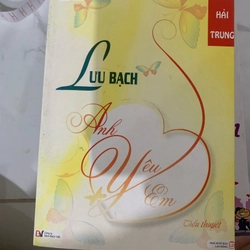 HẢI
TRUNG
LƯU BẠCH
Anh
Yêu
Em
Tiểu thuyết